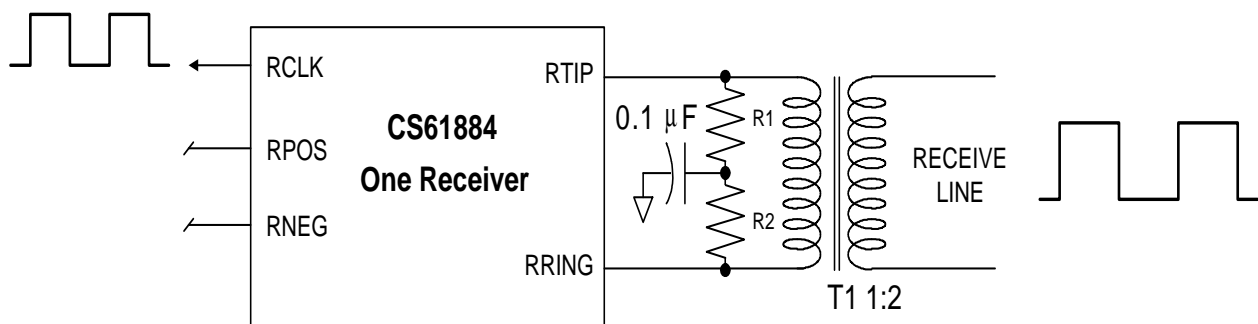 RCLK
RTIP
0.1 μF
R1
CS61884
One Receiver
RPOS
RECEIVE
LINE
RNEG
R2
RRING
T1 1:2